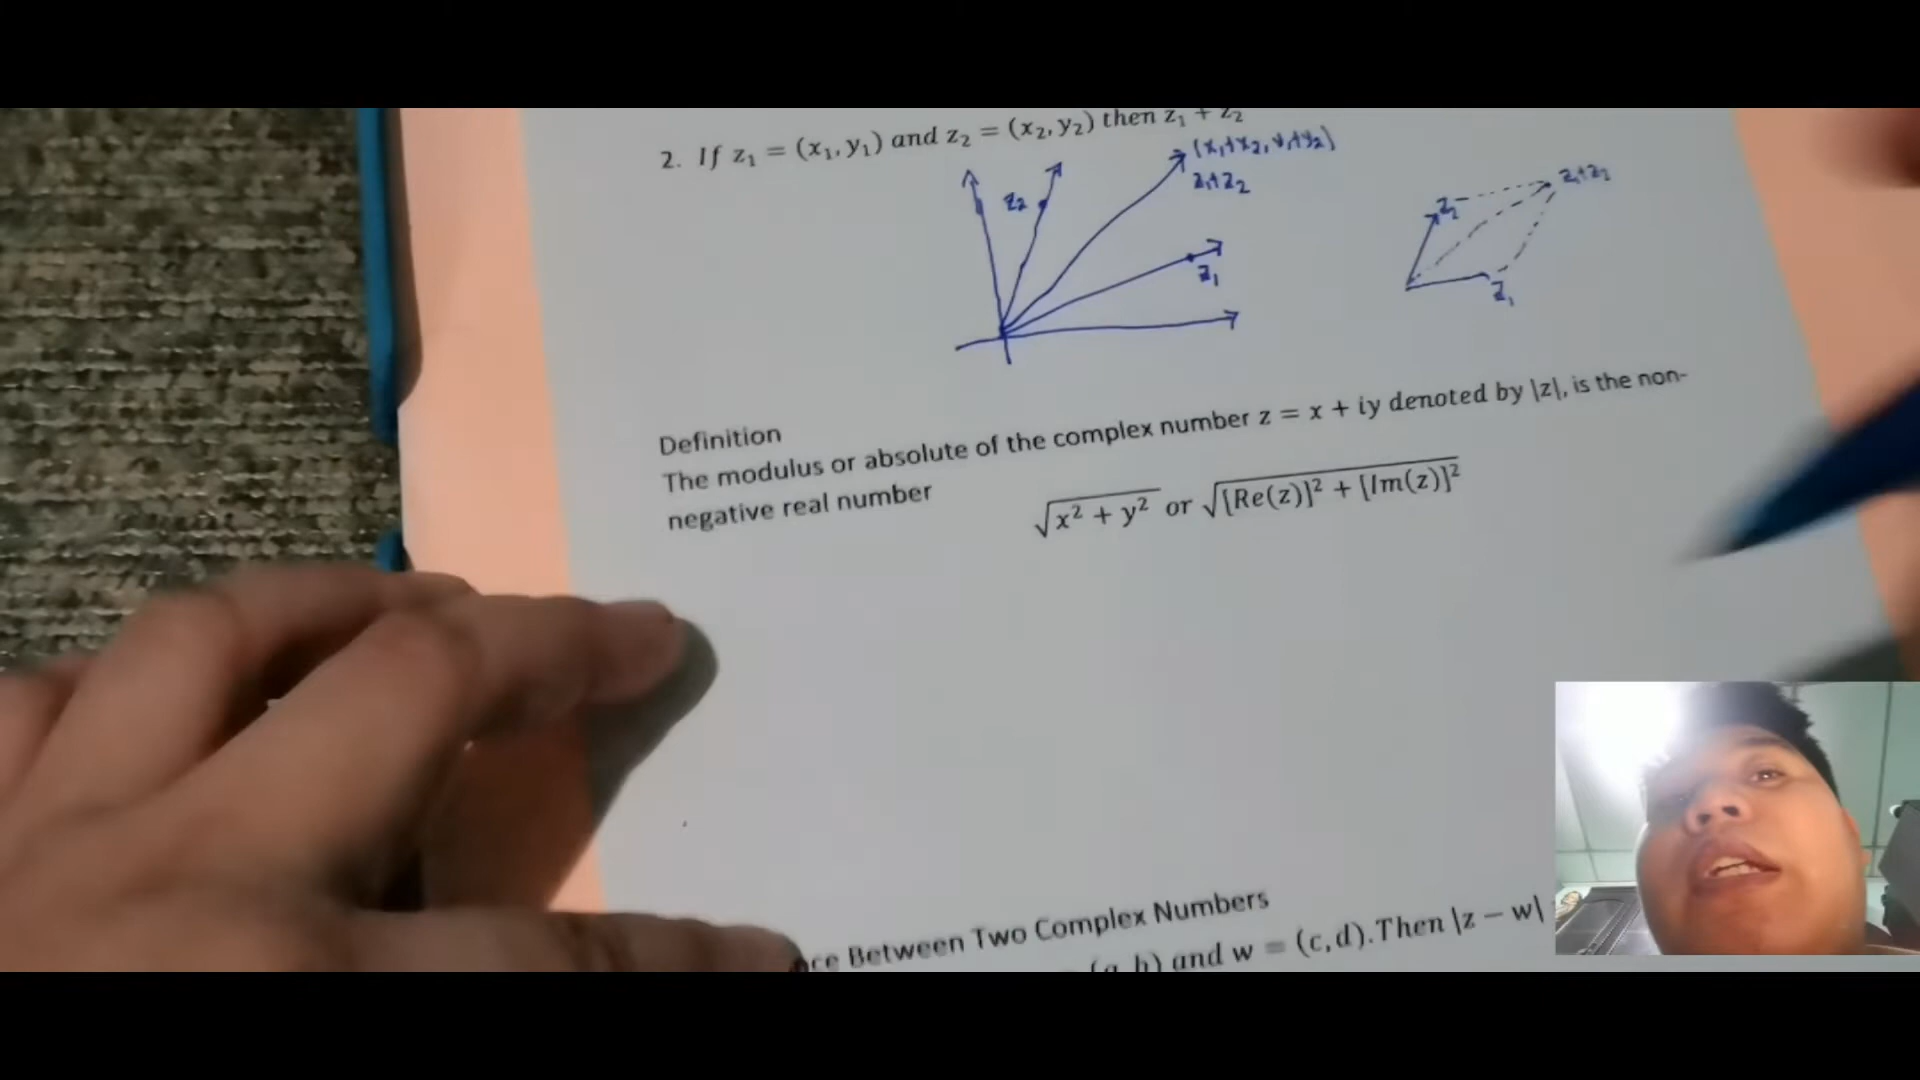 2. If z₁ = (x₁, y₁) and z₂ = (x₂, y₂) then z₁ + z₂
(x₁+x₂, y₁+y₂)
z₁+z₂
z₂
z₁
z₁+z₂
z₂
z₁
Definition
The modulus or absolute of the complex number z = x + iy denoted by |z|, is the non-
negative real number
√x² + y² or √[Re(z)]² + [Im(z)]²
Between Two Complex Numbers
and w = (c, d). Then |z − w|